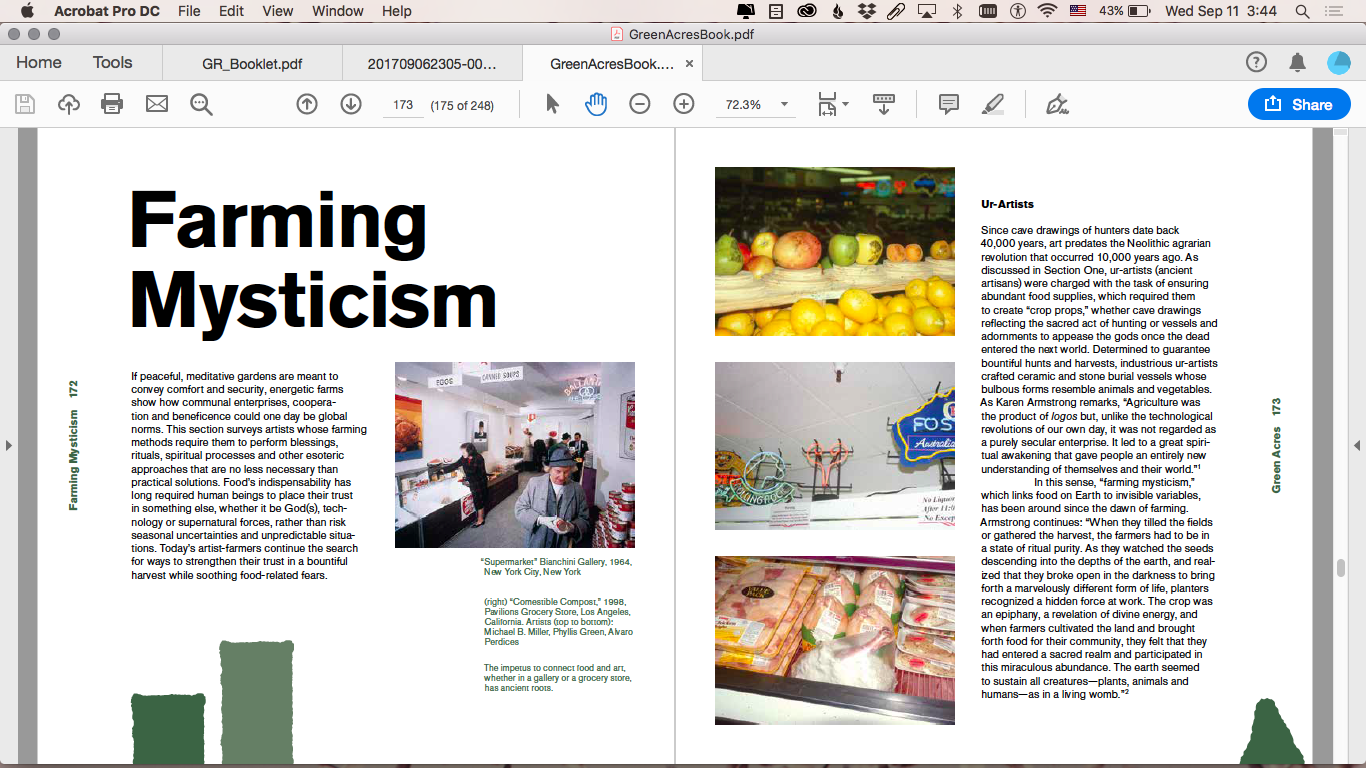 Acrobat Pro DC File Edit View Window Help 43% Wed Sep 11 3:44
GreenAcresBook.pdf
Home Tools GR_Booklet.pdf 201709062305-00... GreenAcresBook.... ×
173 (175 of 248) 72.3% Share
Farming
Mysticism
Farming Mysticism 172
If peaceful, meditative gardens are meant to
convey comfort and security, energetic farms
show how communal enterprises, coopera-
tion and beneficence could one day be global
norms. This section surveys artists whose farming
methods require them to perform blessings,
rituals, spiritual processes and other esoteric
approaches that are no less necessary than
practical solutions. Food's indispensability has
long required human beings to place their trust
in something else, whether it be God(s), tech-
nology or supernatural forces, rather than risk
seasonal uncertainties and unpredictable situa-
tions. Today's artist-farmers continue the search
for ways to strengthen their trust in a bountiful
harvest while soothing food-related fears.
EGGS
CANNED SOUPS
BALLANTINE
"Supermarket" Bianchini Gallery, 1964,
New York City, New York
(right) "Comestible Compost," 1998,
Pavilions Grocery Store, Los Angeles,
California. Artists (top to bottom):
Michael B. Miller, Phyllis Green, Alvaro
Perdices
The impetus to connect food and art,
whether in a gallery or a grocery store,
has ancient roots.
FOS
Australia
No Liquor
After 11:
No Excep
Ur-Artists
Since cave drawings of hunters date back
40,000 years, art predates the Neolithic agrarian
revolution that occurred 10,000 years ago. As
discussed in Section One, ur-artists (ancient
artisans) were charged with the task of ensuring
abundant food supplies, which required them
to create "crop props," whether cave drawings
reflecting the sacred act of hunting or vessels and
adornments to appease the gods once the dead
entered the next world. Determined to guarantee
bountiful hunts and harvests, industrious ur-artists
crafted ceramic and stone burial vessels whose
bulbous forms resemble animals and vegetables.
As Karen Armstrong remarks, "Agriculture was
the product of logos but, unlike the technological
revolutions of our own day, it was not regarded as
a purely secular enterprise. It led to a great spiri-
tual awakening that gave people an entirely new
understanding of themselves and their world."1
In this sense, "farming mysticism,"
which links food on Earth to invisible variables,
has been around since the dawn of farming.
Armstrong continues: "When they tilled the fields
or gathered the harvest, the farmers had to be in
a state of ritual purity. As they watched the seeds
descending into the depths of the earth, and real-
ized that they broke open in the darkness to bring
forth a marvelously different form of life, planters
recognized a hidden force at work. The crop was
an epiphany, a revelation of divine energy, and
when farmers cultivated the land and brought
forth food for their community, they felt that they
had entered a sacred realm and participated in
this miraculous abundance. The earth seemed
to sustain all creatures—plants, animals and
humans—as in a living womb."2
Green Acres 173